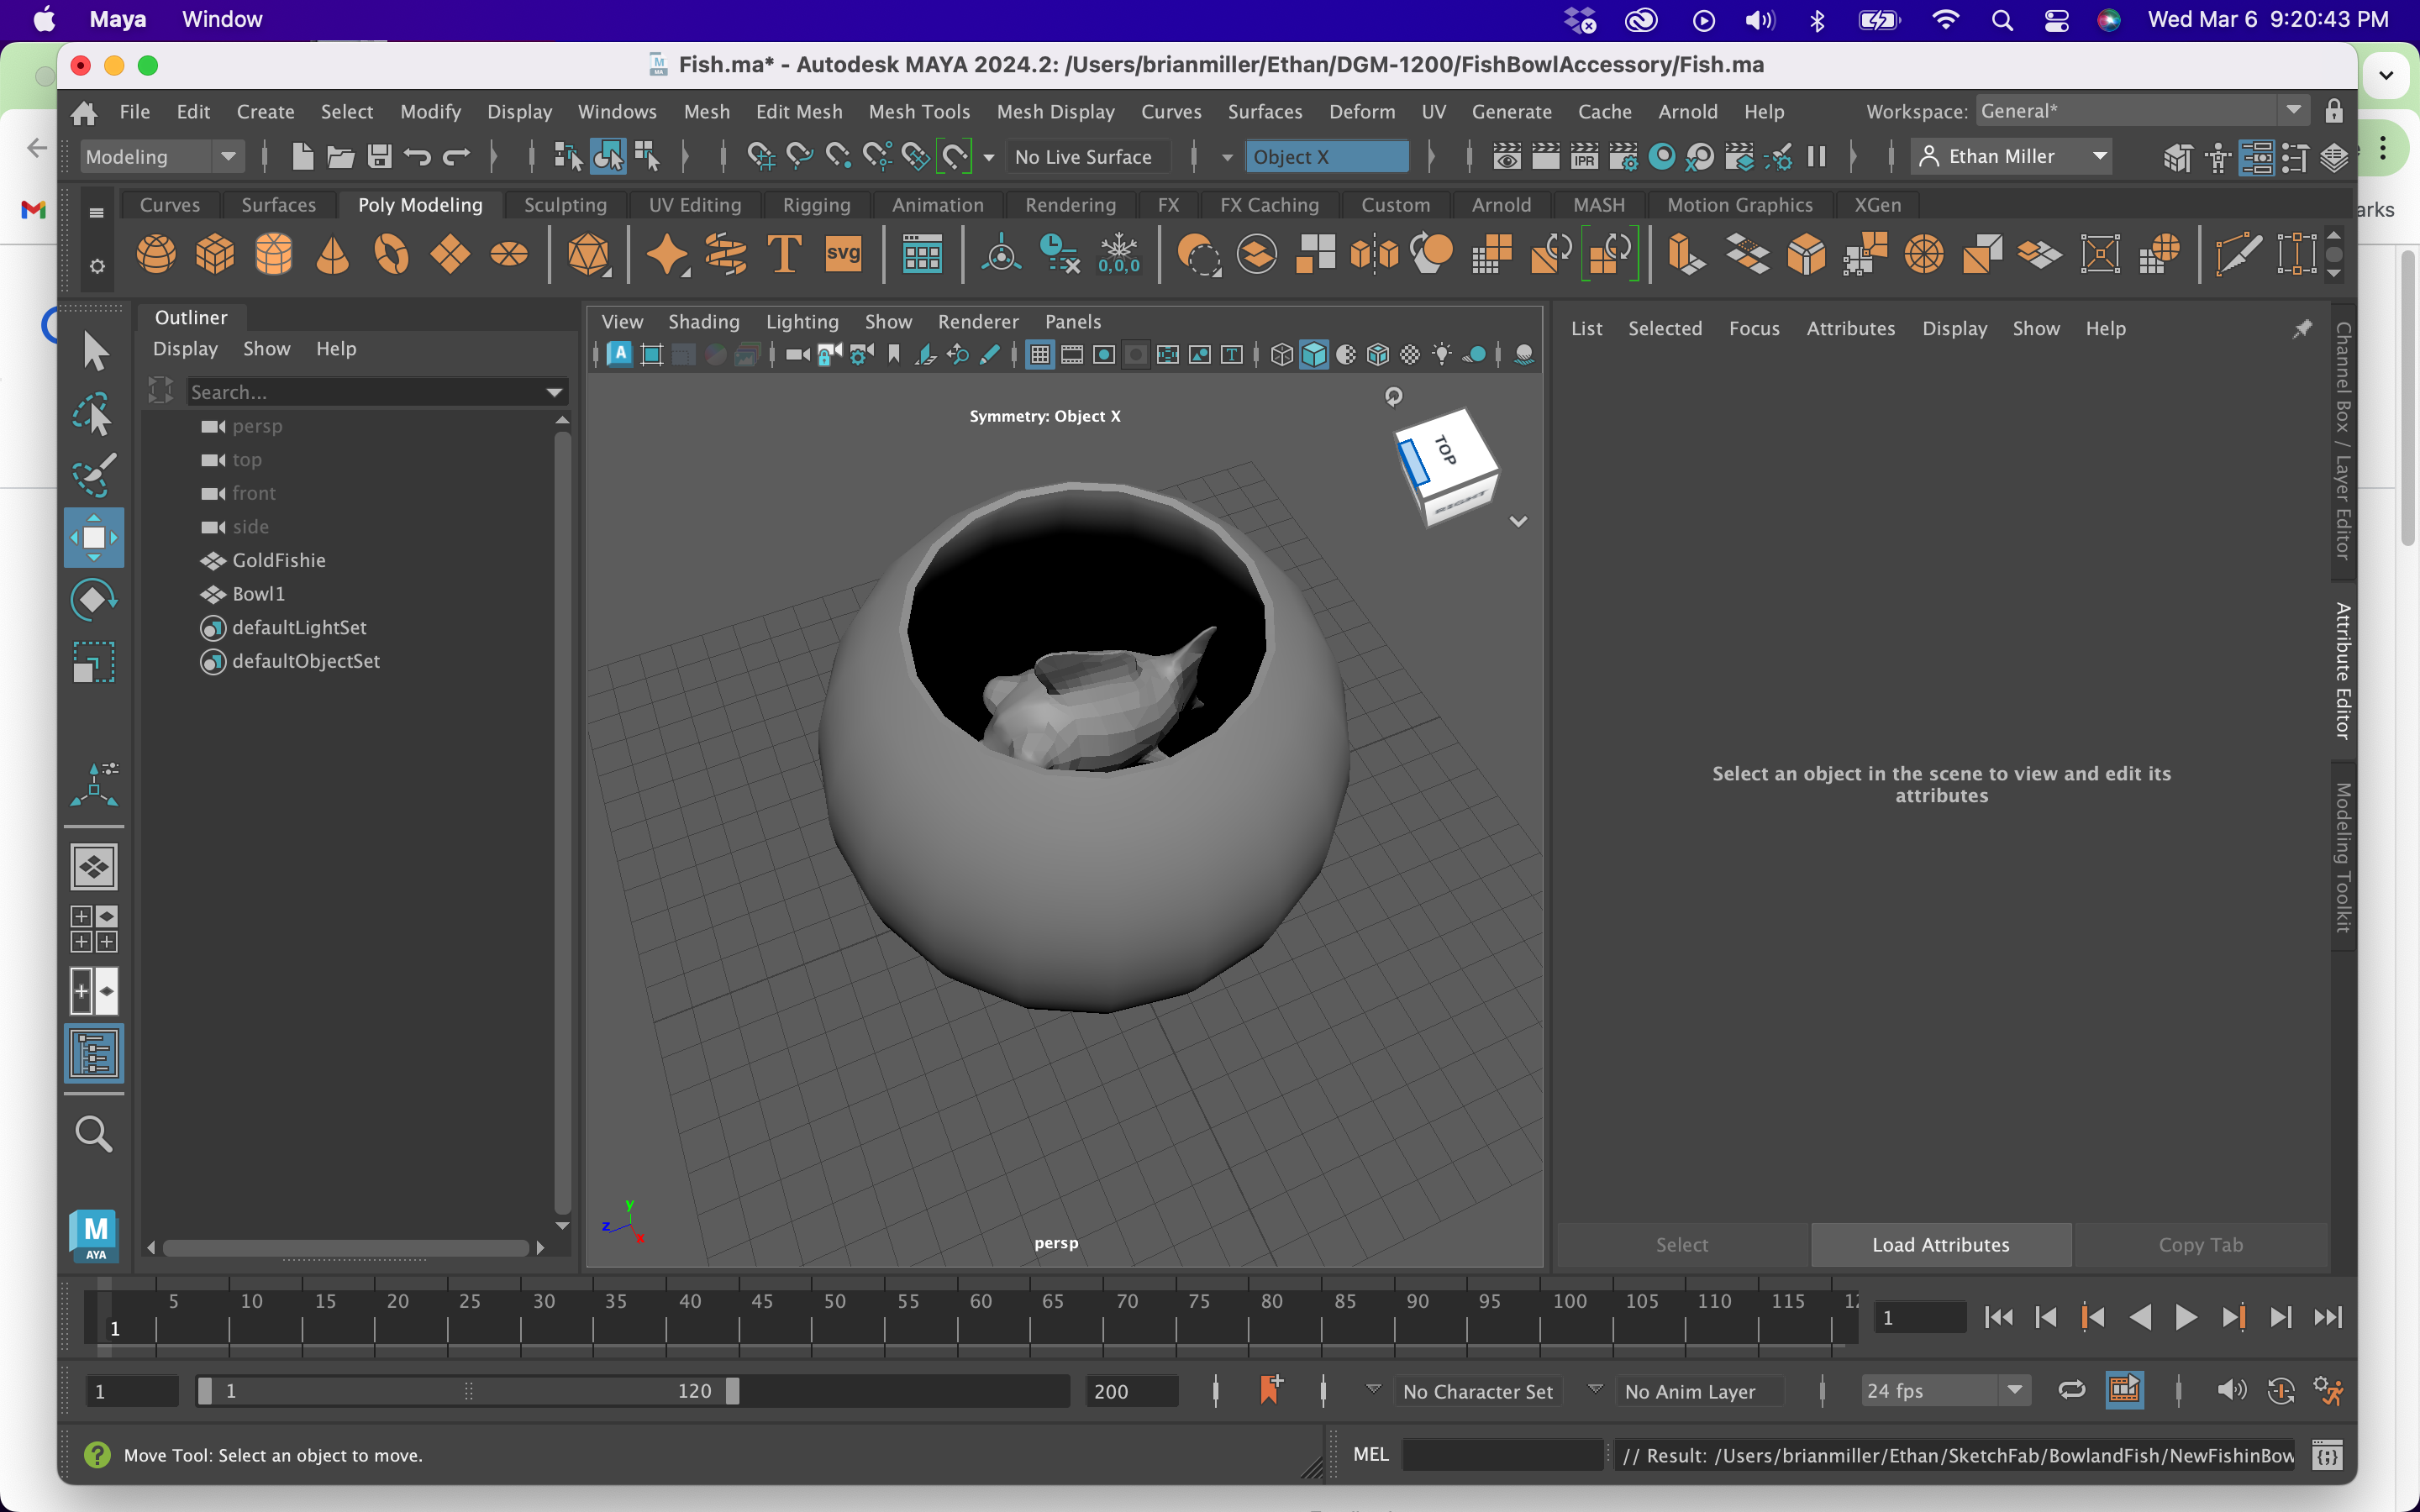 Maya Window Wed Mar 6 9:20:43 PM
Fish.ma* - Autodesk MAYA 2024.2: /Users/brianmiller/Ethan/DGM-1200/FishBowlAccessory/Fish.ma
File Edit Create Select Modify Display Windows Mesh Edit Mesh Mesh Tools Mesh Display Curves Surfaces Deform UV Generate Cache Arnold Help Workspace: General*
Modeling No Live Surface Object X IPR Ethan Miller
Curves Surfaces Poly Modeling Sculpting UV Editing Rigging Animation Rendering FX FX Caching Custom Arnold MASH Motion Graphics XGen
arks
T svg 0,0,0
Outliner
Display Show Help
Search...
persp
top
front
side
GoldFishie
Bowl1
defaultLightSet
defaultObjectSet
View Shading Lighting Show Renderer Panels
A T
Symmetry: Object X
TOP
RIGHT
y
z
x
persp
List Selected Focus Attributes Display Show Help
Select an object in the scene to view and edit its
attributes
Select Load Attributes Copy Tab
Channel Box / Layer Editor
Attribute Editor
Modeling Toolkit
M
AYA
5 10 15 20 25 30 35 40 45 50 55 60 65 70 75 80 85 90 95 100 105 110 115 12
1
1
1 1 120 200 No Character Set No Anim Layer 24 fps
Move Tool: Select an object to move. MEL // Result: /Users/brianmiller/Ethan/SketchFab/BowlandFish/NewFishinBow